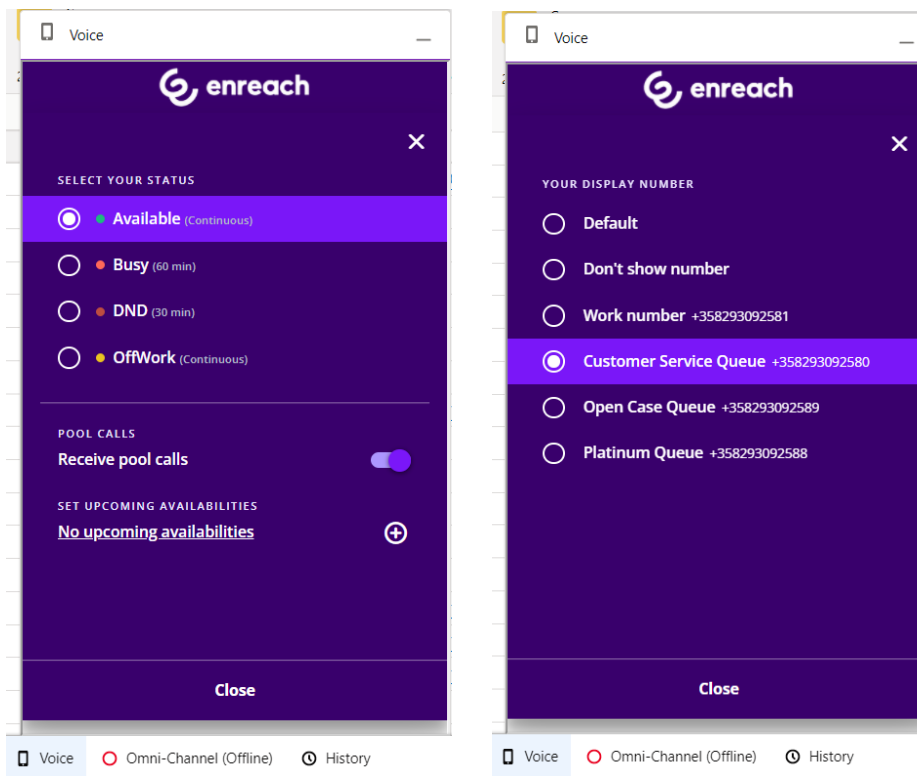 Voice
enreach
SELECT YOUR STATUS
Available (Continuous)
Busy (60 min)
DND (30 min)
OffWork (Continuous)
POOL CALLS
Receive pool calls
SET UPCOMING AVAILABILITIES
No upcoming availabilities
Close
Voice Omni-Channel (Offline) History
Voice
enreach
YOUR DISPLAY NUMBER
Default
Don't show number
Work number +358293092581
Customer Service Queue +358293092580
Open Case Queue +358293092589
Platinum Queue +358293092588
Close
Voice Omni-Channel (Offline) History